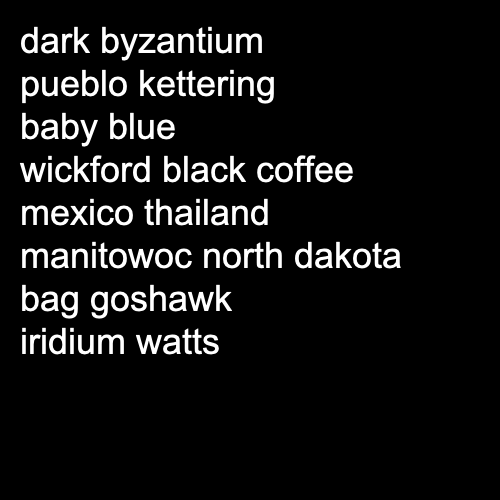 dark byzantium
pueblo kettering
baby blue
wickford black coffee
mexico thailand
manitowoc north dakota
bag goshawk
iridium watts